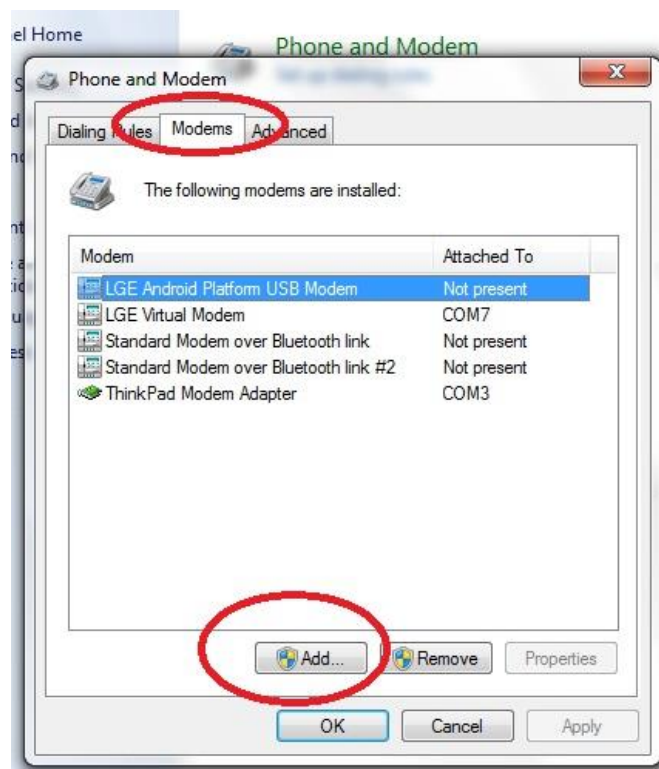 el Home
Phone and Modem
S
Phone and Modem
d
Dialing Rules Modems Advanced
The following modems are installed:
Modem Attached To
LGE Android Platform USB Modem Not present
LGE Virtual Modem COM7
Standard Modem over Bluetooth link Not present
Standard Modem over Bluetooth link #2 Not present
ThinkPad Modem Adapter COM3
Add... Remove Properties
OK Cancel Apply